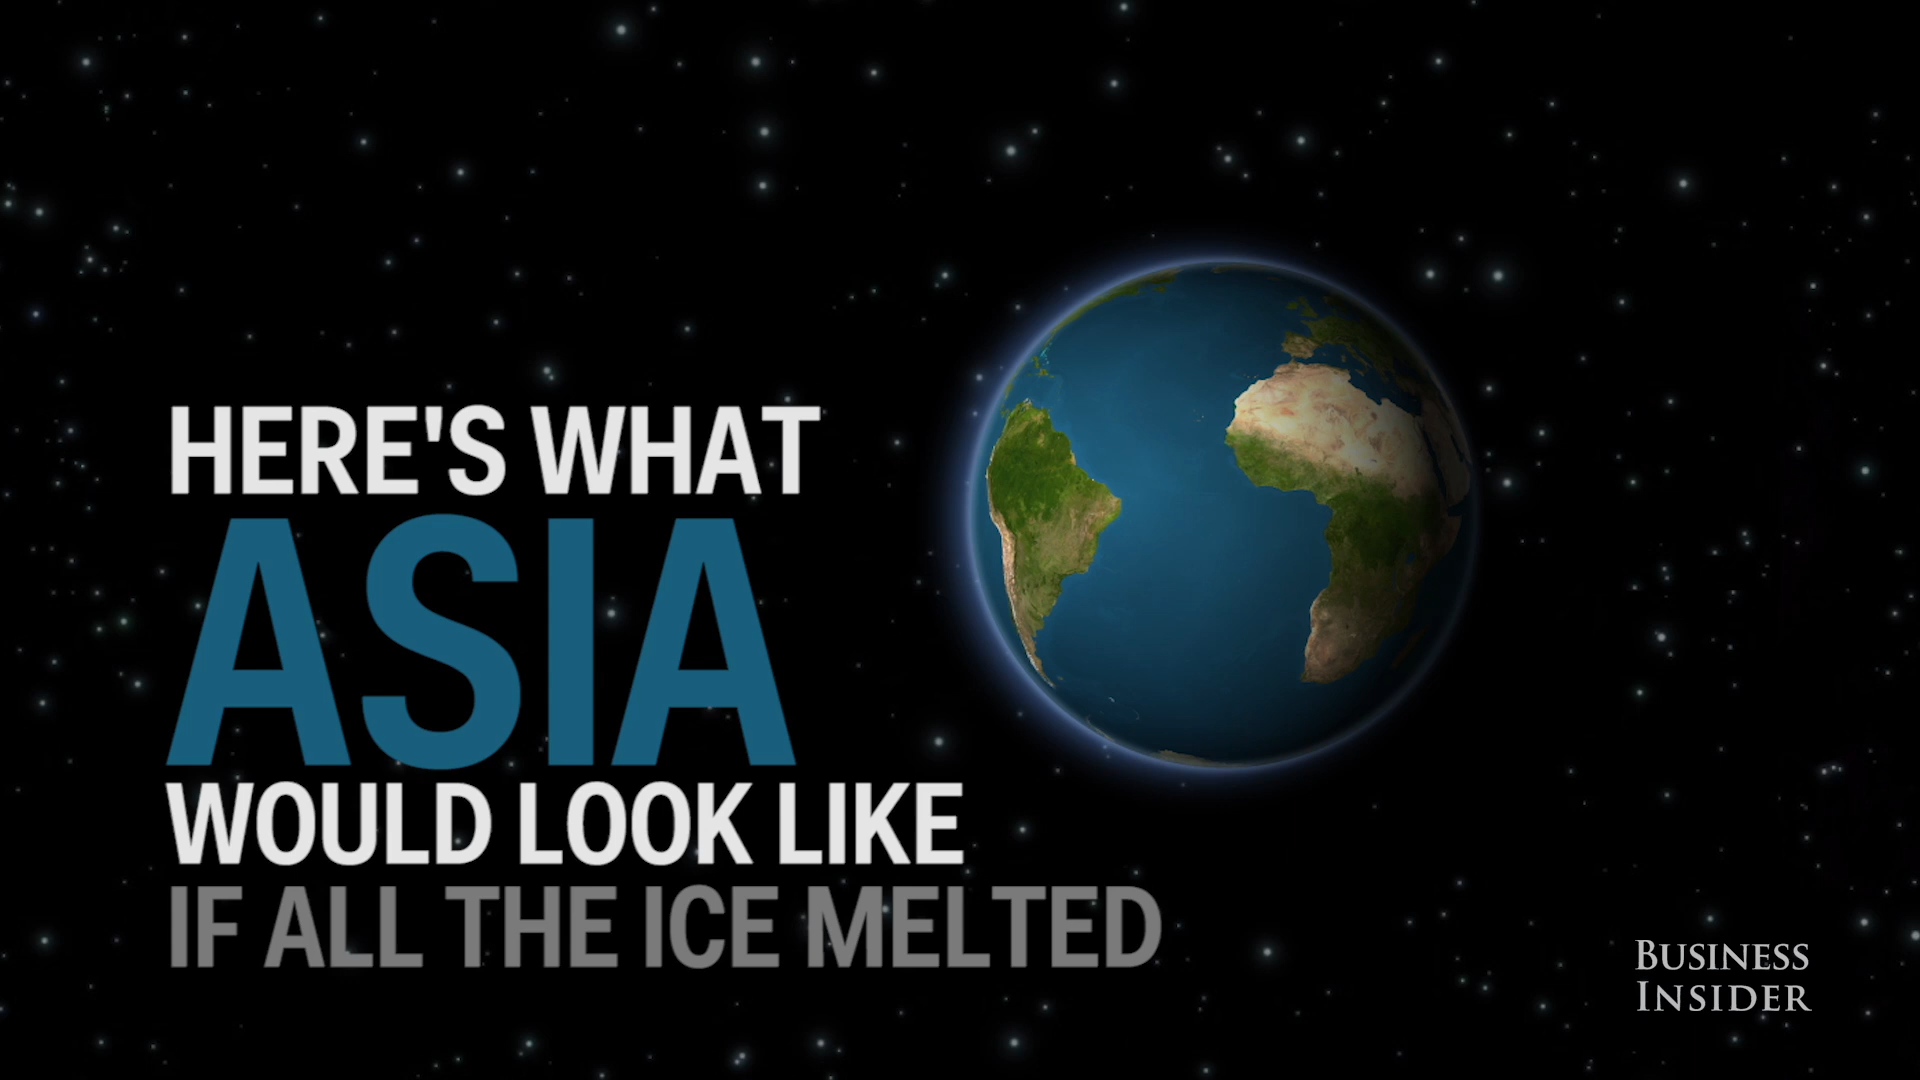 HERE'S WHAT
ASIA
WOULD LOOK LIKE
IF ALL THE ICE MELTED
BUSINESS
INSIDER